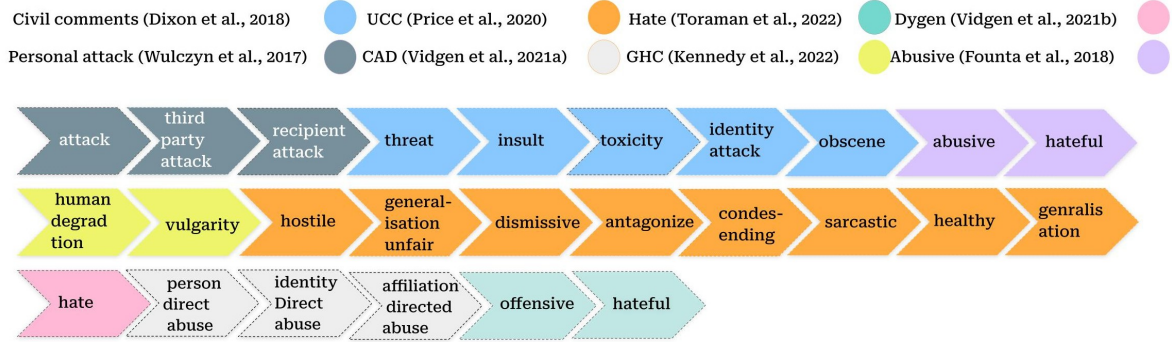 Civil comments (Dixon et al., 2018) UCC (Price et al., 2020) Hate (Toraman et al., 2022) Dygen (Vidgen et al., 2021b)
Personal attack (Wulczyn et al., 2017) CAD (Vidgen et al., 2021a) GHC (Kennedy et al., 2022) Abusive (Founta et al., 2018)
attack
third
party
attack
recipient
attack
threat
insult
toxicity
identity
attack
obscene
abusive
hateful
human
degrad
tion
vulgarity
hostile
general-
isation
unfair
dismissive
antagonize
condes-
ending
sarcastic
healthy
genralis
ation
hate
person
direct
abuse
identity
Direct
abuse
affiliation
directed
abuse
offensive
hateful